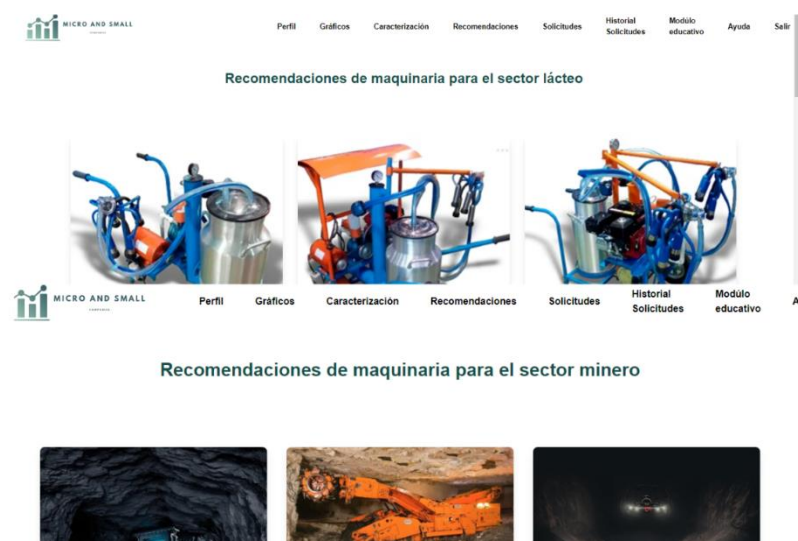 MICRO AND SMALL
Perfil Gráficos Caracterización Recomendaciones Solicitudes Historial Solicitudes Modúlo educativo Ayuda Salir
Recomendaciones de maquinaria para el sector lácteo
MICRO AND SMALL
Perfil Gráficos Caracterización Recomendaciones Solicitudes Historial Solicitudes Modúlo educativo A
Recomendaciones de maquinaria para el sector minero